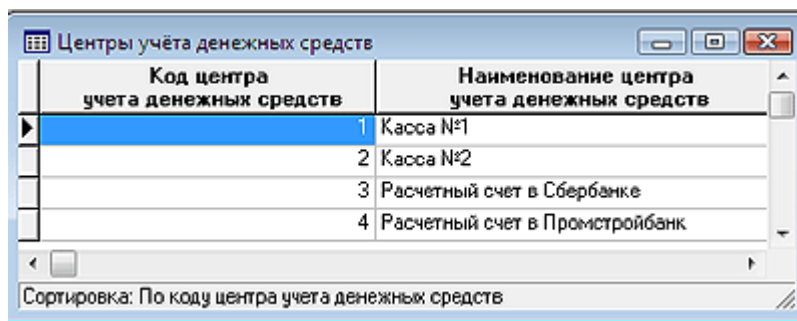 Центры учёта денежных средств
Код центра учета денежных средств
Наименование центра учета денежных средств
1 Касса №1
2 Касса №2
3 Расчетный счет в Сбербанке
4 Расчетный счет в Промстройбанк
Сортировка: По коду центра учета денежных средств